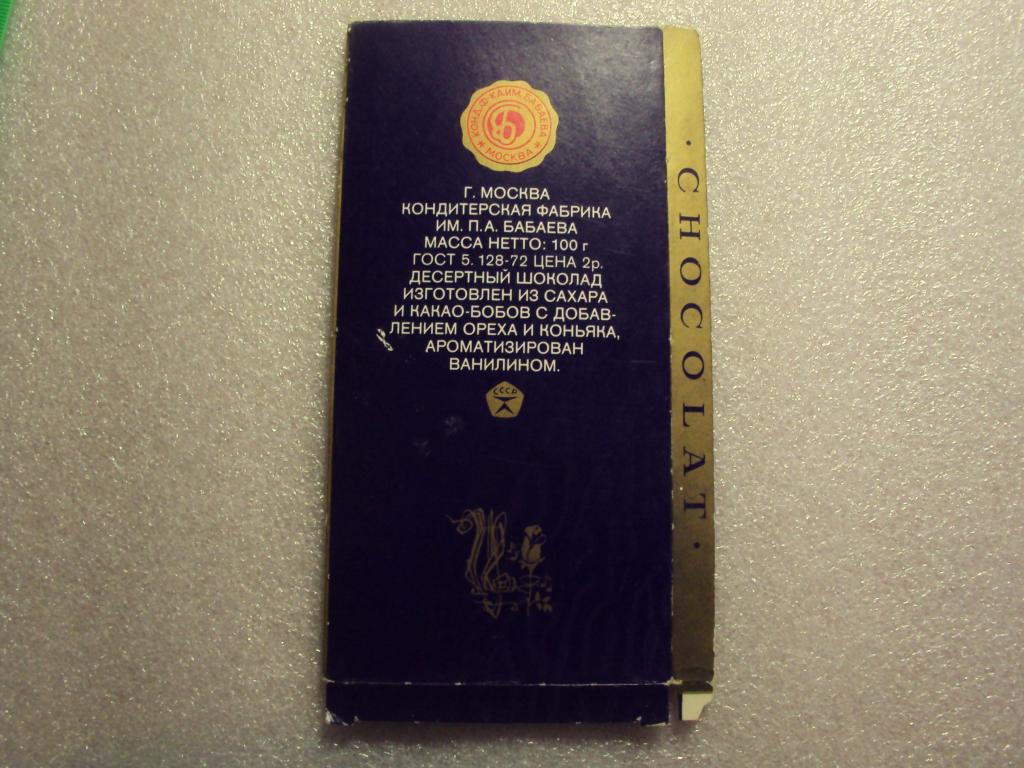 КОНД.Ф-КА ИМ. БАБАЕВА
МОСКВА
Г. МОСКВА
КОНДИТЕРСКАЯ ФАБРИКА
ИМ. П.А. БАБАЕВА
МАССА НЕТТО: 100 г
ГОСТ 5. 128-72 ЦЕНА 2р.
ДЕСЕРТНЫЙ ШОКОЛАД
ИЗГОТОВЛЕН ИЗ САХАРА
И КАКАО-БОБОВ С ДОБАВ-
ЛЕНИЕМ ОРЕХА И КОНЬЯКА,
АРОМАТИЗИРОВАН
ВАНИЛИНОМ.
СССР
· CHOCOLAT ·